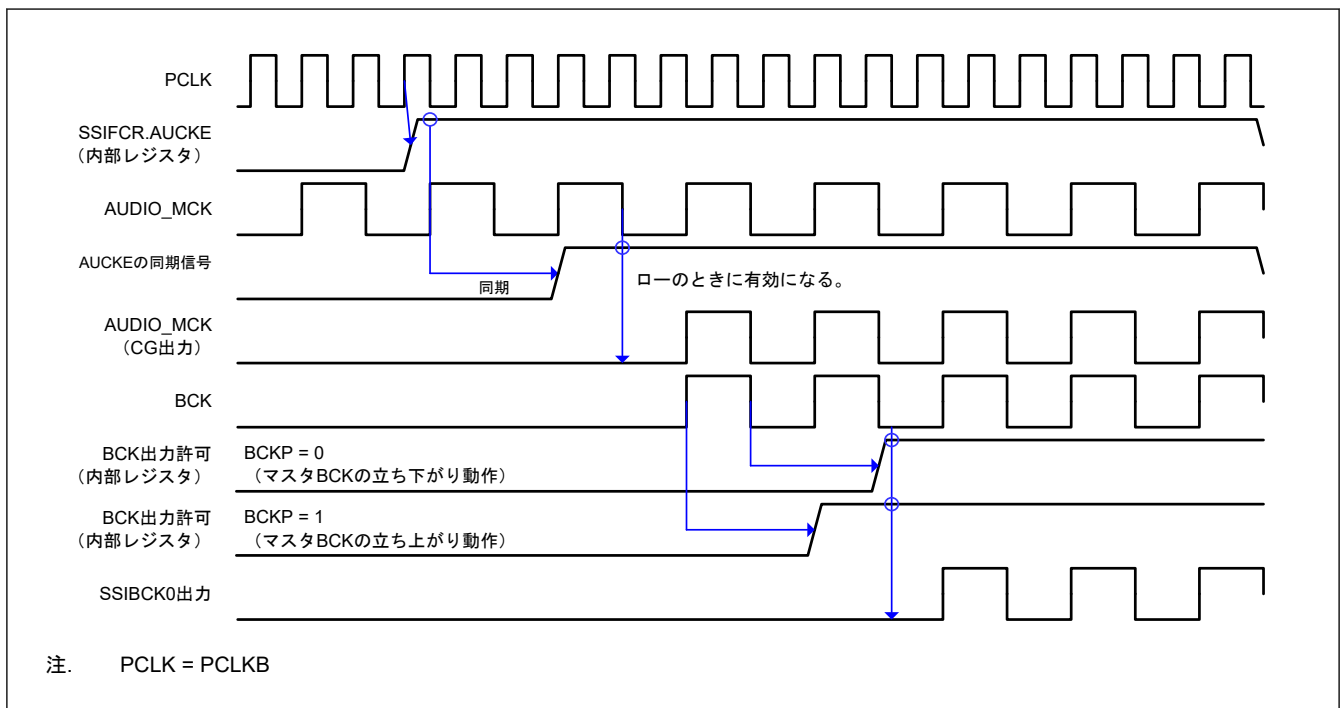 PCLK
SSIFCR.AUCKE
（内部レジスタ）
AUDIO_MCK
AUCKEの同期信号
同期
ローのときに有効になる。
AUDIO_MCK
（CG出力）
BCK
BCK出力許可
（内部レジスタ）
BCKP = 0
（マスタBCKの立ち下がり動作）
BCK出力許可
（内部レジスタ）
BCKP = 1
（マスタBCKの立ち上がり動作）
SSIBCK0出力
注. PCLK = PCLKB